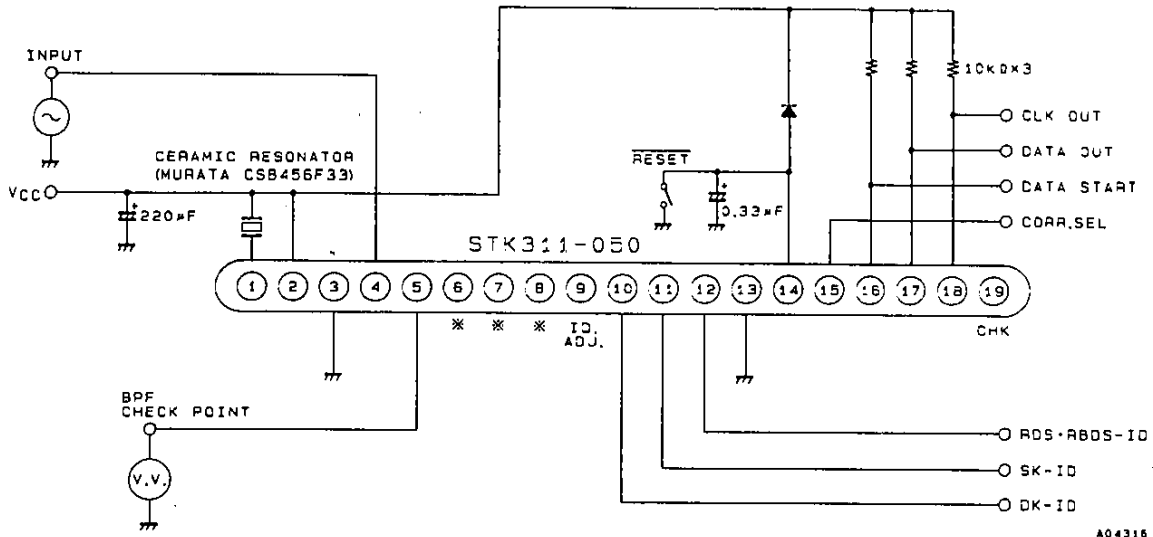 INPUT
10kΩ×3
CLK OUT
CERAMIC RESONATOR
(MURATA CSB456F33)
RESET
DATA OUT
VCC
220μF
0.33μF
DATA START
CORR.SEL
STK311-050
1 2 3 4 5 6 7 8 9 10 11 12 13 14 15 16 17 18 19
※ ※ ※ ID.
ADJ.
CHK
BPF
CHECK POINT
RDS·RBDS-ID
V.V.
SK-ID
DK-ID
A04316